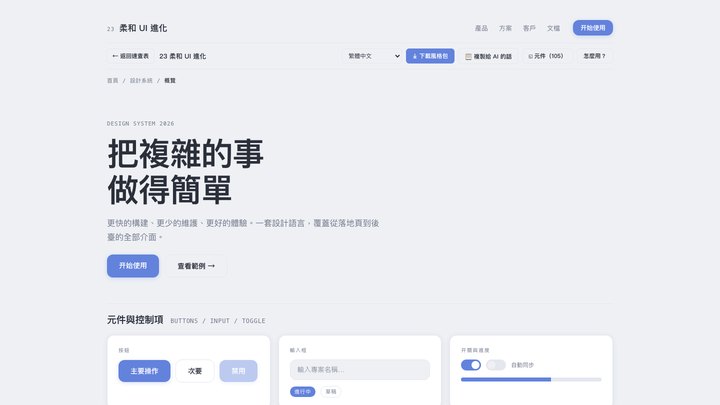 23 柔和 UI 進化
產品 方案 客戶 文檔 开始使用
← 返回速查表 23 柔和 UI 進化 繁體中文 ⤓ 下載風格包 📋 複製給 AI 的話 ⧉ 元件（105） 怎麼用？
首頁 / 設計系統 / 概覽
DESIGN SYSTEM 2026
把複雜的事
做得簡單
更快的構建、更少的維護、更好的體驗。一套設計語言，覆蓋從落地頁到後
臺的全部介面。
开始使用 查看範例 →
元件與控制項 BUTTONS / INPUT / TOGGLE
按鈕
主要操作 次要 禁用
輸入框
輸入專案名稱…
進行中 草稿
開關與進度
自動同步